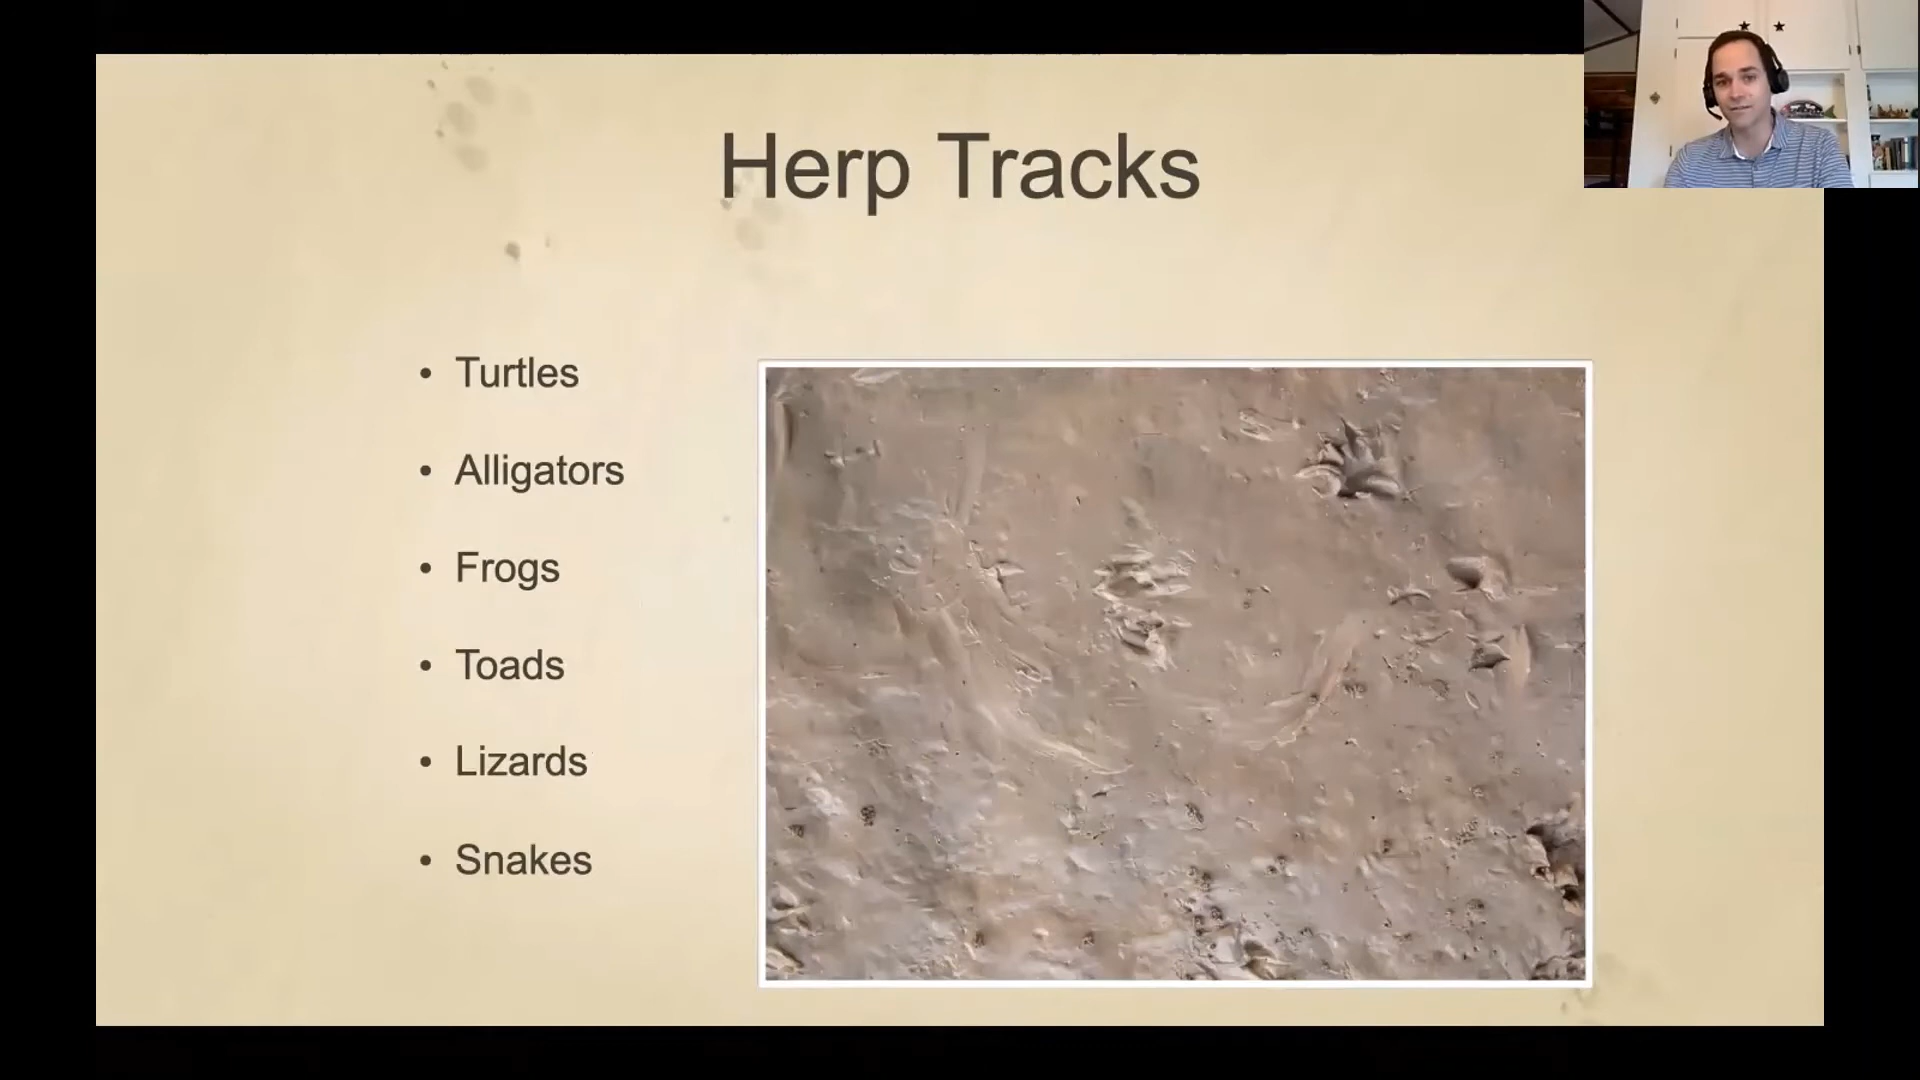 Herp Tracks
• Turtles
• Alligators
• Frogs
• Toads
• Lizards
• Snakes